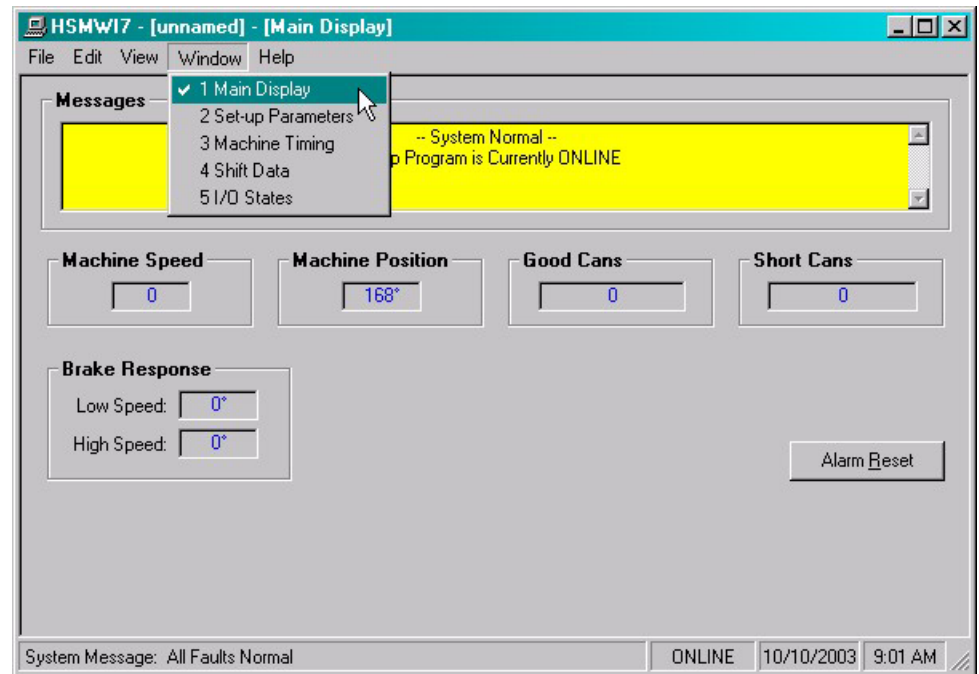 HSMWI7 - [unnamed] - [Main Display]
File Edit View Window Help
1 Main Display
2 Set-up Parameters
3 Machine Timing
4 Shift Data
5 I/O States
Messages
-- System Normal --
p Program is Currently ONLINE
Machine Speed
0
Machine Position
168°
Good Cans
0
Short Cans
0
Brake Response
Low Speed: 0°
High Speed: 0°
Alarm Reset
System Message: All Faults Normal ONLINE 10/10/2003 9:01 AM